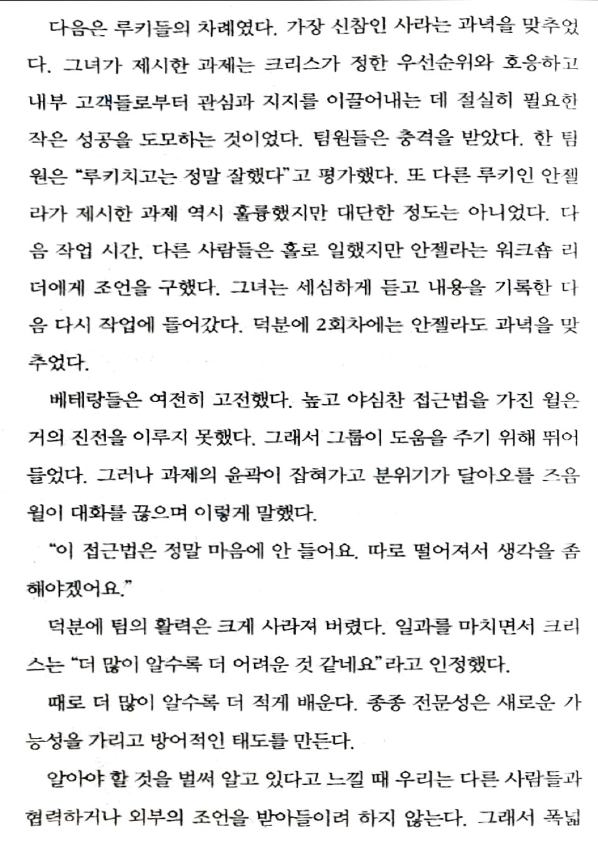 다음은 루키들의 차례였다. 가장 신참인 사라는 과녁을 맞추었
다. 그녀가 제시한 과제는 크리스가 정한 우선순위와 호응하고
내부 고객들로부터 관심과 지지를 이끌어내는 데 절실히 필요한
작은 성공을 도모하는 것이었다. 팀원들은 충격을 받았다. 한 팀
원은 “루키치고는 정말 잘했다”고 평가했다. 또 다른 루키인 안젤
라가 제시한 과제 역시 훌륭했지만 대단한 정도는 아니었다. 다
음 작업 시간, 다른 사람들은 홀로 일했지만 안젤라는 워크숍 리
더에게 조언을 구했다. 그녀는 세심하게 듣고 내용을 기록한 다
음 다시 작업에 들어갔다. 덕분에 2회차에는 안젤라도 과녁을 맞
추었다.
베테랑들은 여전히 고전했다. 높고 야심찬 접근법을 가진 윌은
거의 진전을 이루지 못했다. 그래서 그룹이 도움을 주기 위해 뛰어
들었다. 그러나 과제의 윤곽이 잡혀가고 분위기가 달아오를 즈음
윌이 대화를 끊으며 이렇게 말했다.
“이 접근법은 정말 마음에 안 들어요. 따로 떨어져서 생각을 좀
해야겠어요.”
덕분에 팀의 활력은 크게 사라져 버렸다. 일과를 마치면서 크리
스는 “더 많이 알수록 더 어려운 것 같네요”라고 인정했다.
때로 더 많이 알수록 더 적게 배운다. 종종 전문성은 새로운 가
능성을 가리고 방어적인 태도를 만든다.
알아야 할 것을 벌써 알고 있다고 느낄 때 우리는 다른 사람들과
협력하거나 외부의 조언을 받아들이려 하지 않는다. 그래서 폭넓